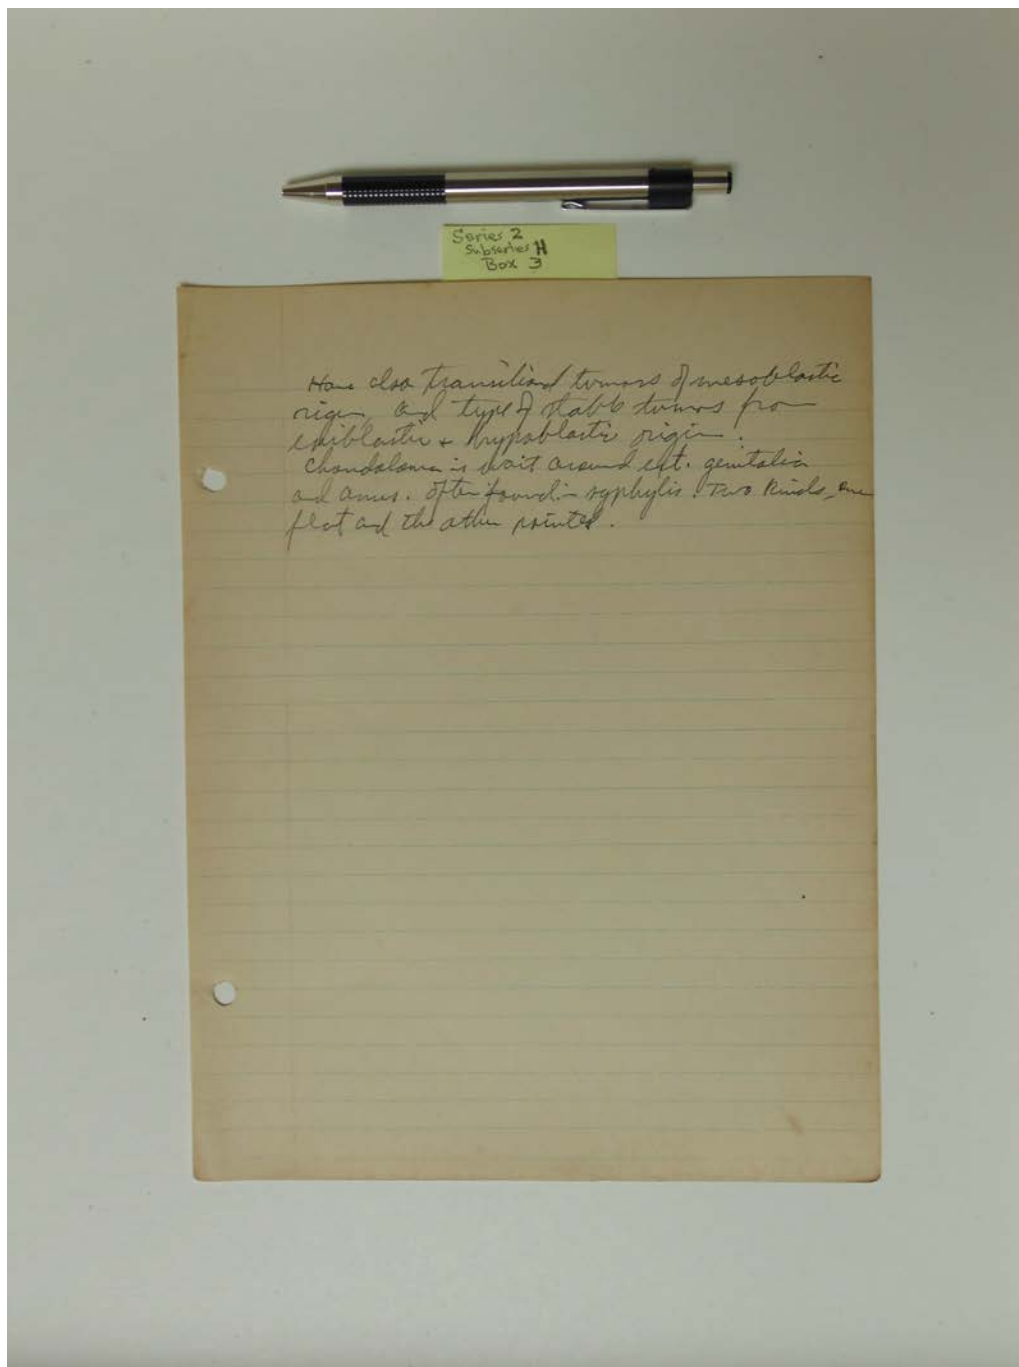 Series 2
Subseries H
Box 3
Have also transitional tumors of mesoblastic
origin, and type of stable tumors from
epiblastic + hypoblastic origin.
is wart around ext. genitalia
and anus. Often found in syphylis. Two kinds, one
flat and the other pointed.